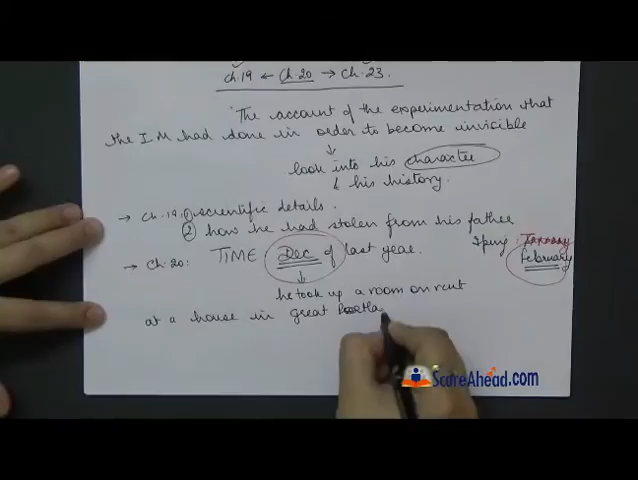 Ch.19 ← Ch.20 → Ch.23.
The account of the experimentation that
the I.M had done in order to become invisible
↓
look into his character
& his history.
→ Ch.19, ① scientific details.
② how he had stolen from his father
→ Ch.20: TIME: Dec of last year. Iping: January
February
↓
he took up a room on rent
at a house in great Portla
ScoreAhead.com